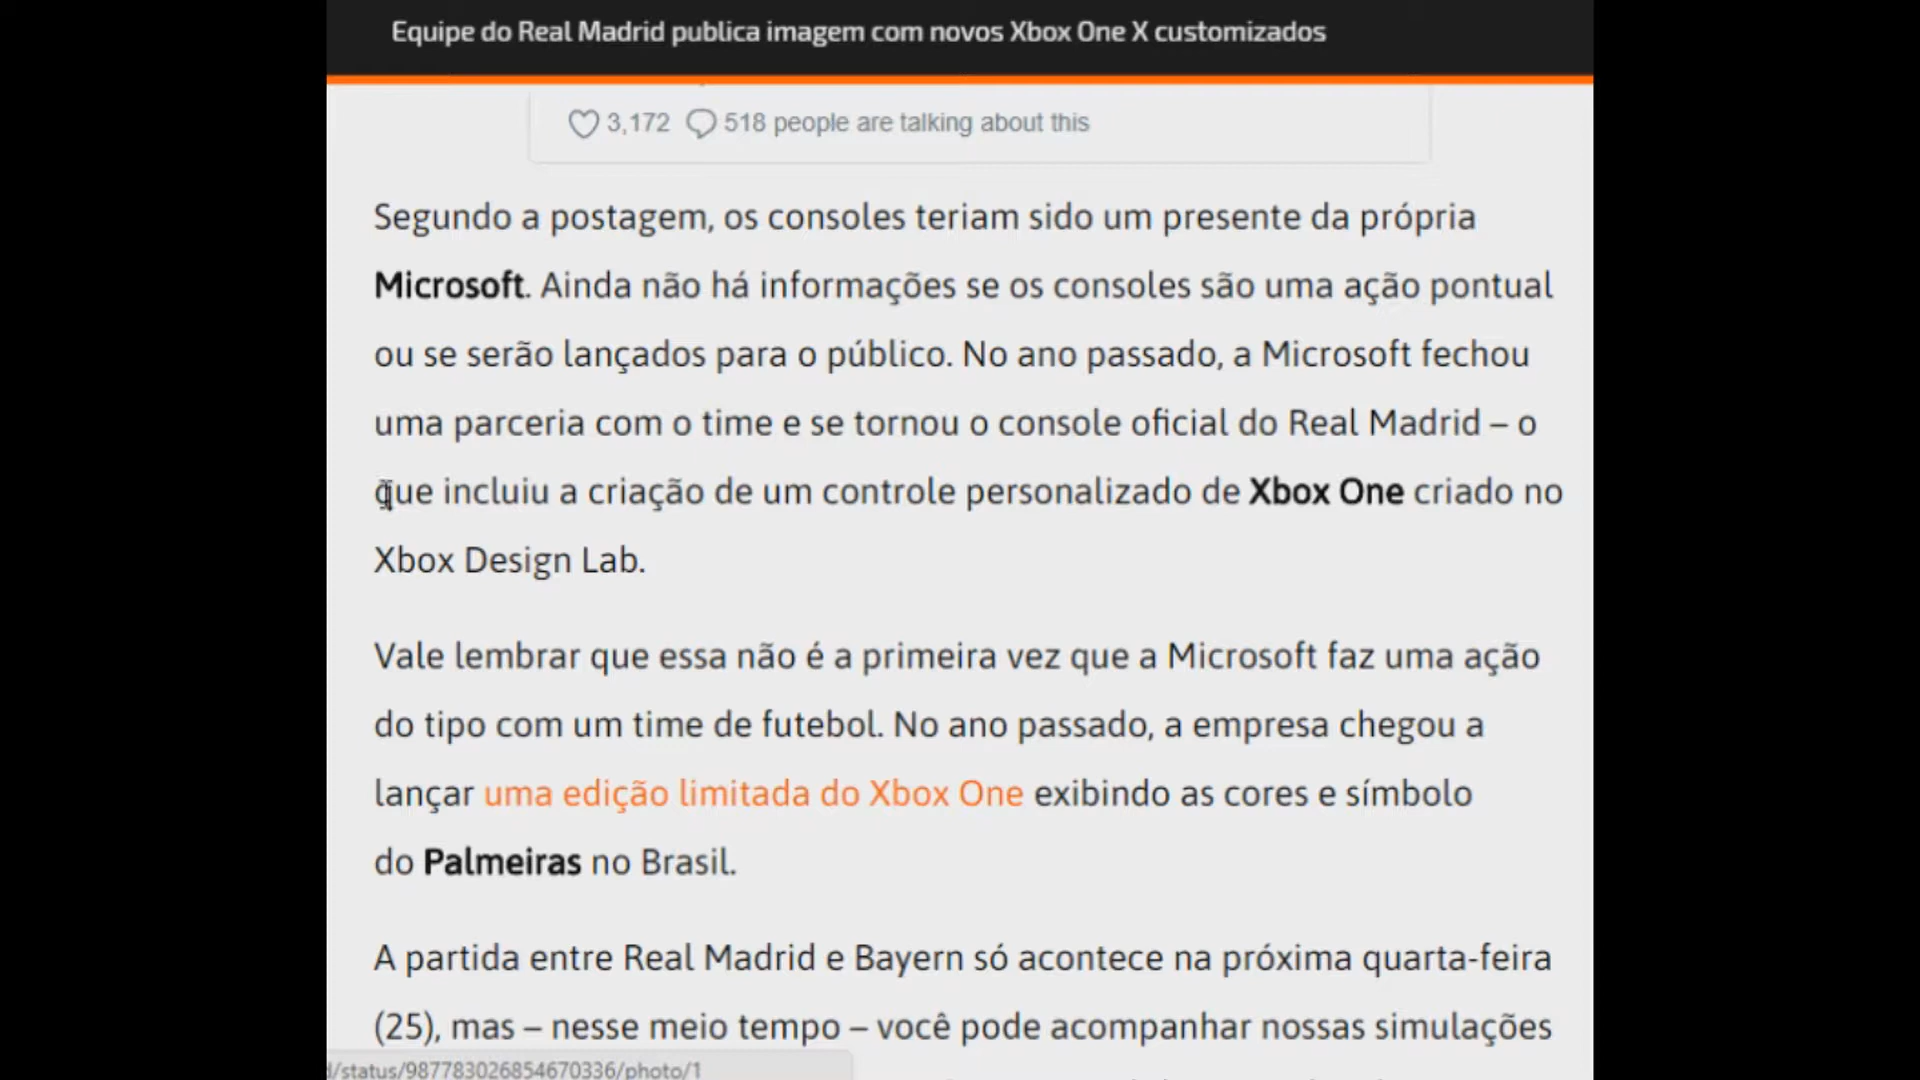 Equipe do Real Madrid publica imagem com novos Xbox One X customizados
3,172 518 people are talking about this
Segundo a postagem, os consoles teriam sido um presente da própria
Microsoft. Ainda não há informações se os consoles são uma ação pontual
ou se serão lançados para o público. No ano passado, a Microsoft fechou
uma parceria com o time e se tornou o console oficial do Real Madrid – o
que incluiu a criação de um controle personalizado de Xbox One criado no
Xbox Design Lab.
Vale lembrar que essa não é a primeira vez que a Microsoft faz uma ação
do tipo com um time de futebol. No ano passado, a empresa chegou a
lançar uma edição limitada do Xbox One exibindo as cores e símbolo
do Palmeiras no Brasil.
A partida entre Real Madrid e Bayern só acontece na próxima quarta-feira
(25), mas – nesse meio tempo – você pode acompanhar nossas simulações
d/status/987783026854670336/photo/1